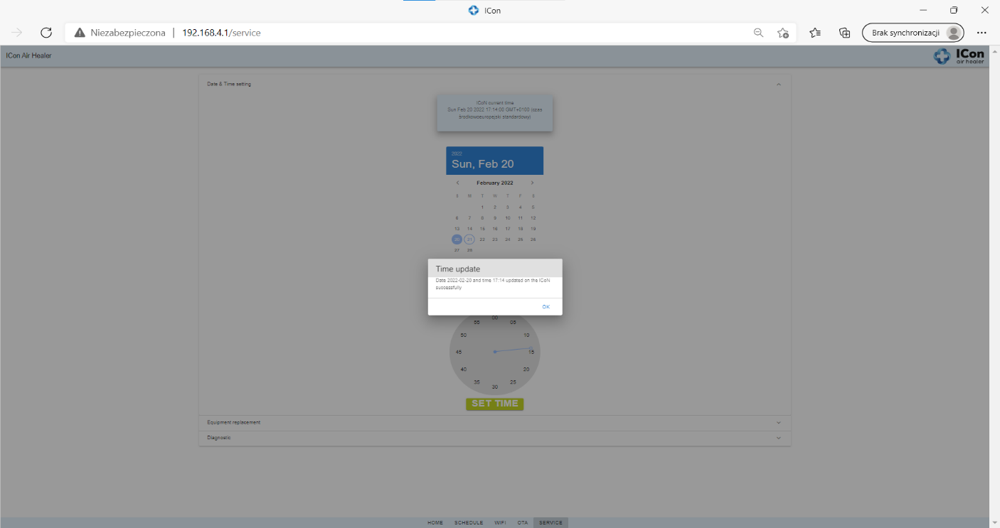 ICon
Niezabezpieczona | 192.168.4.1/service
Brak synchronizacji
ICon Air Healer
ICon
air healer
Date & Time setting
ICoN current time
Sun Feb 20 2022 17:14:00 GMT+0100 (czas
środkowoeuropejski standardowy)
2022
Sun, Feb 20
February 2022
S M T W T F S
1 2 3 4 5
6 7 8 9 10 11 12
13 14 15 16 17 18 19
20 21 22 23 24 25 26
27 28
Time update
Date 2022-02-20 and time 17:14 updated on the ICoN
successfully
OK
00
55 05
50 10
45 15
40 20
35 25
30
SET TIME
Equipment replacement
Diagnostic
HOME SCHEDULE WIFI OTA SERVICE